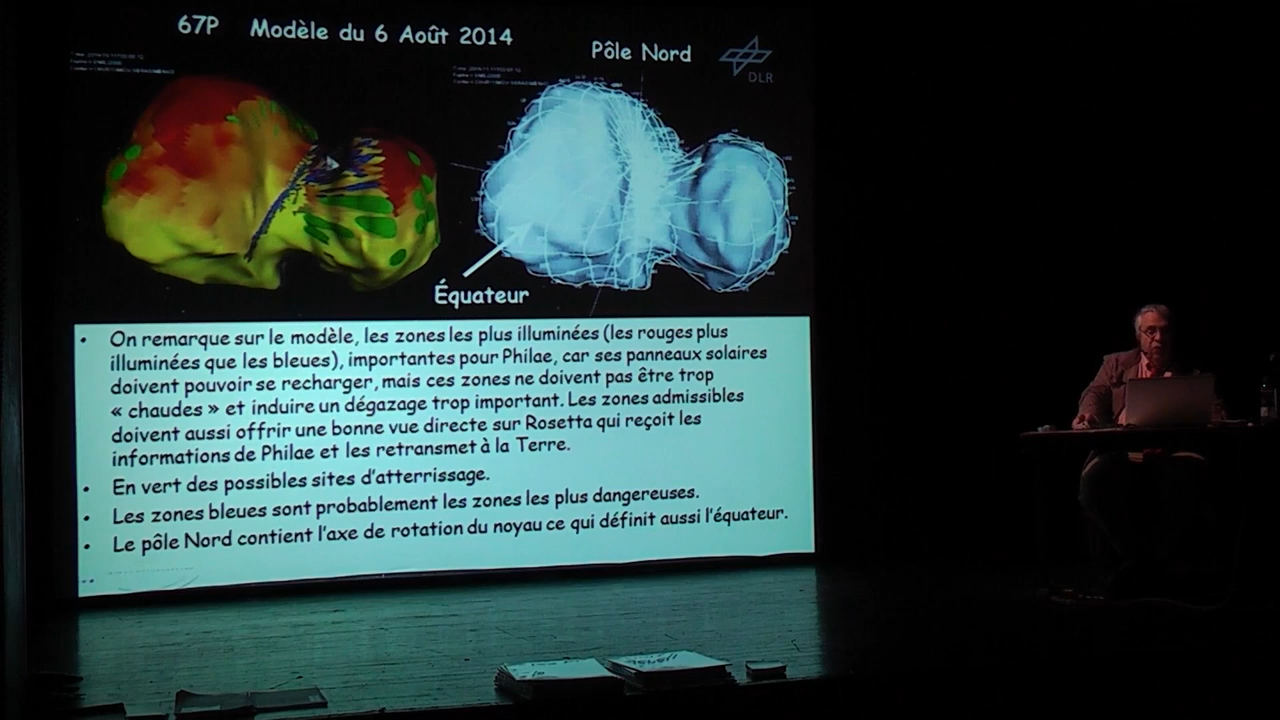 67P Modèle du 6 Août 2014
Pôle Nord
DLR
Équateur
• On remarque sur le modèle, les zones les plus illuminées (les rouges plus
illuminées que les bleues), importantes pour Philae, car ses panneaux solaires
doivent pouvoir se recharger, mais ces zones ne doivent pas être trop
« chaudes » et induire un dégazage trop important. Les zones admissibles
doivent aussi offrir une bonne vue directe sur Rosetta qui reçoit les
informations de Philae et les retransmet à la Terre.
• En vert des possibles sites d'atterrissage.
• Les zones bleues sont probablement les zones les plus dangereuses.
• Le pôle Nord contient l'axe de rotation du noyau ce qui définit aussi l'équateur.